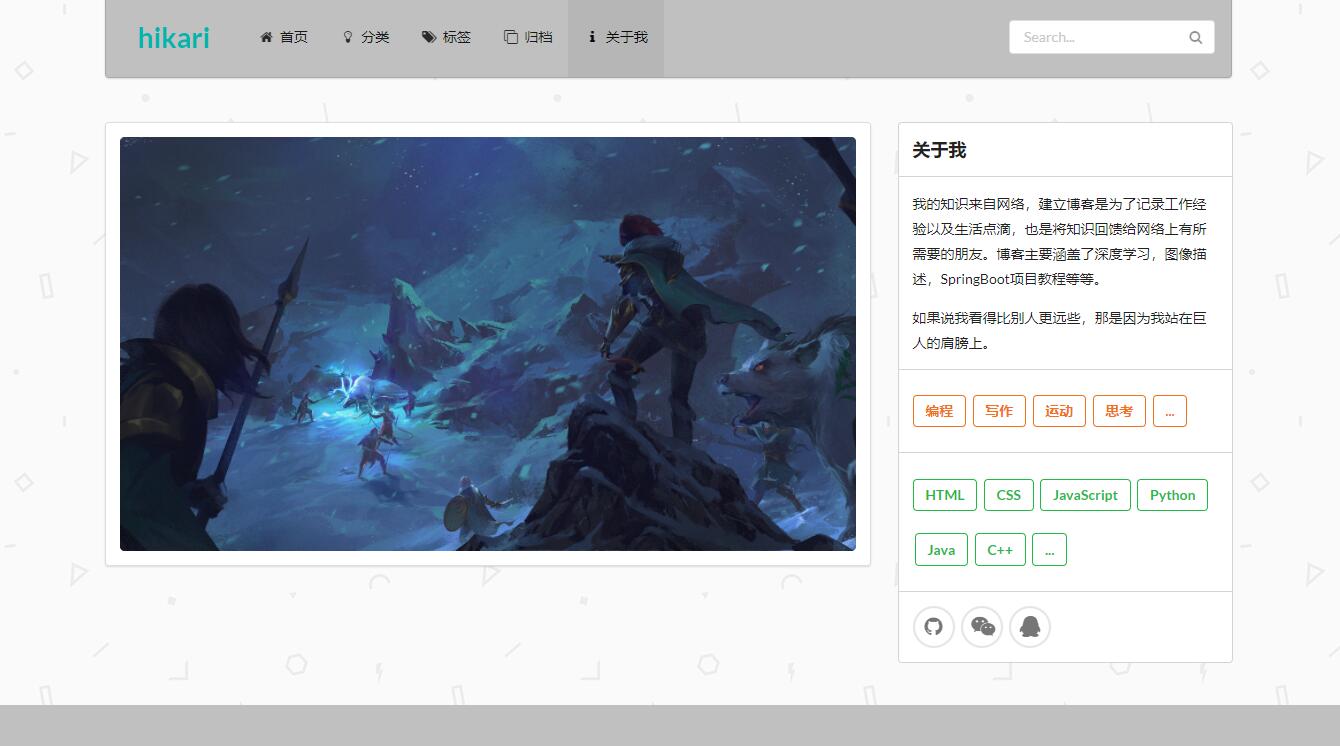 hikari 首页 分类 标签 归档 关于我 Search...
关于我
我的知识来自网络，建立博客是为了记录工作经
验以及生活点滴，也是将知识回馈给网络上有所
需要的朋友。博客主要涵盖了深度学习，图像描
述，SpringBoot项目教程等等。
如果说我看得比别人更远些，那是因为我站在巨
人的肩膀上。
编程 写作 运动 思考 ...
HTML CSS JavaScript Python
Java C++ ...